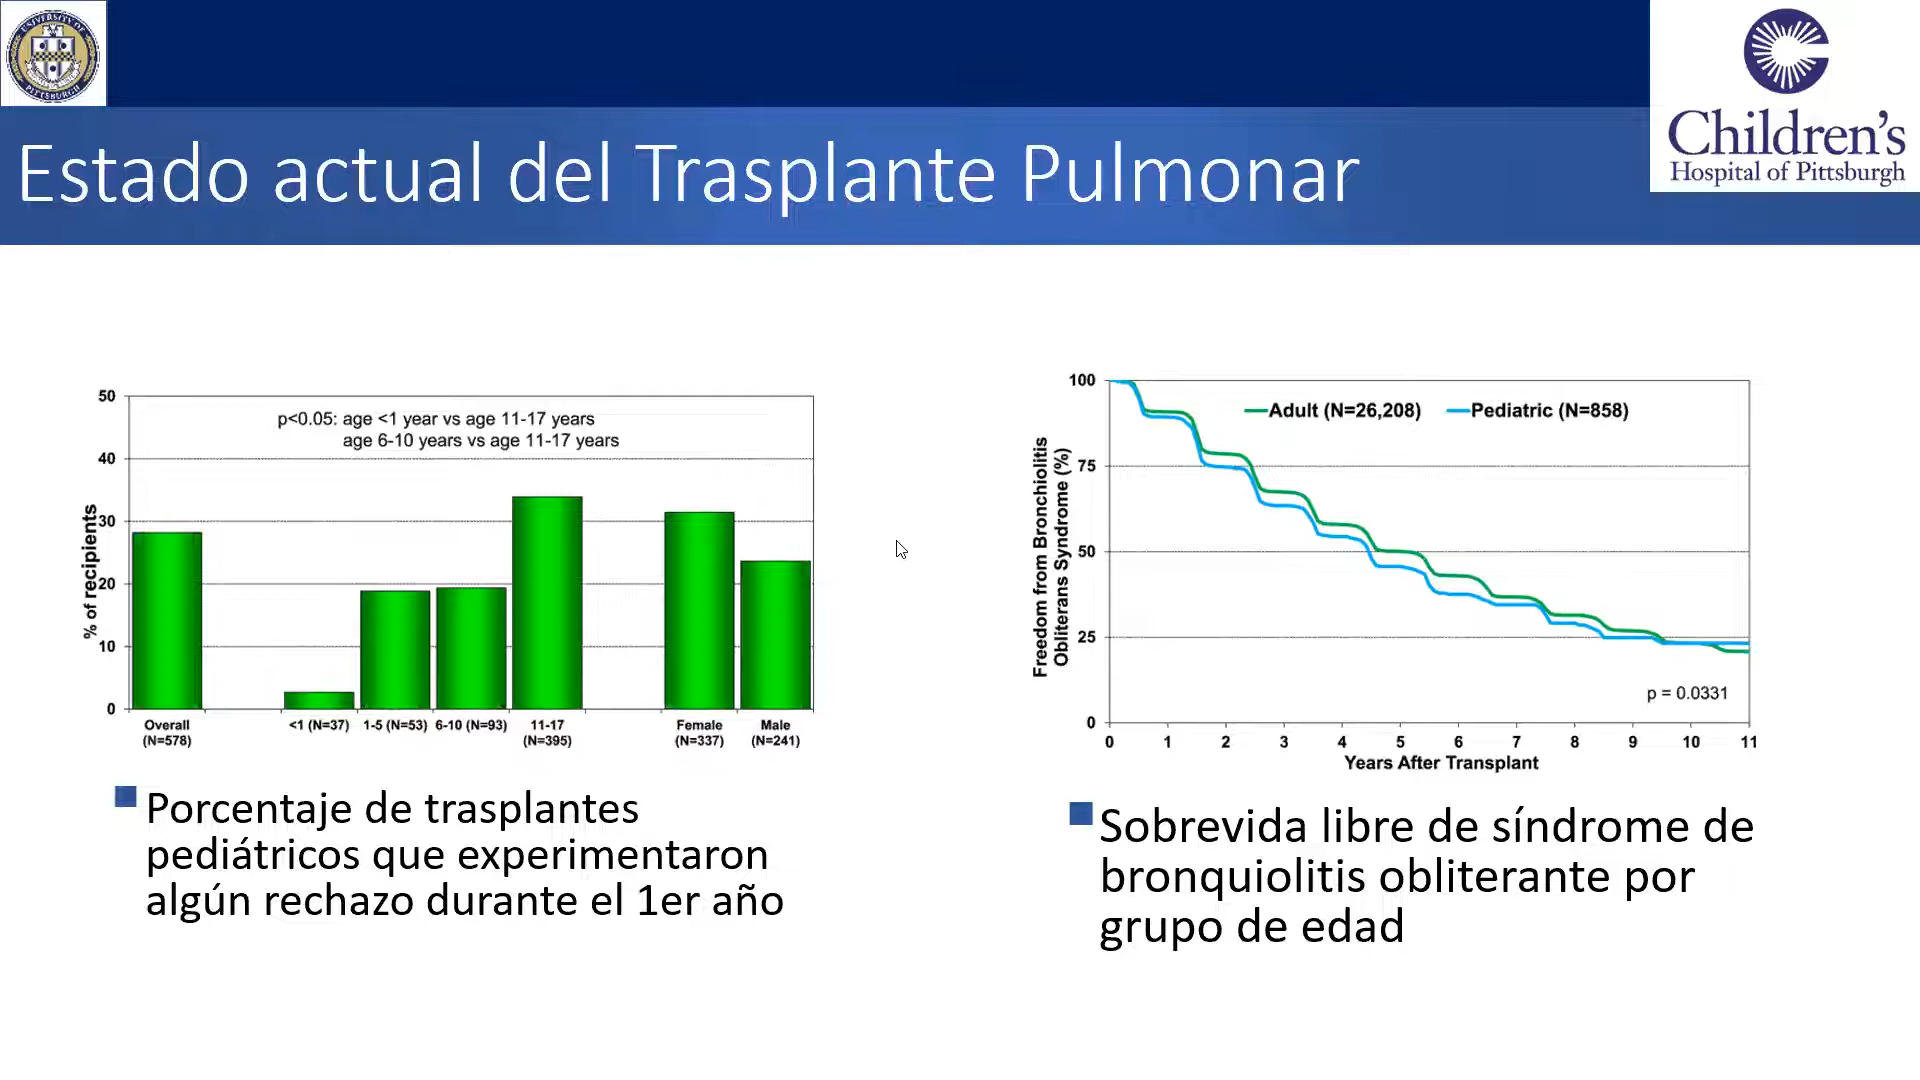 UNIVERSITY OF
PITTSBURGH
Children's
Hospital of Pittsburgh
Estado actual del Trasplante Pulmonar
p<0.05: age <1 year vs age 11-17 years
age 6-10 years vs age 11-17 years
% of recipients
50
40
30
20
10
0
Overall
(N=578)
<1 (N=37)
1-5 (N=53)
6-10 (N=93)
11-17
(N=395)
Female
(N=337)
Male
(N=241)
Porcentaje de trasplantes
pediátricos que experimentaron
algún rechazo durante el 1er año
Adult (N=26,208)
Pediatric (N=858)
Freedom from Bronchiolitis
Obliterans Syndrome (%)
100
75
50
25
0
p = 0.0331
0 1 2 3 4 5 6 7 8 9 10 11
Years After Transplant
Sobrevida libre de síndrome de
bronquiolitis obliterante por
grupo de edad